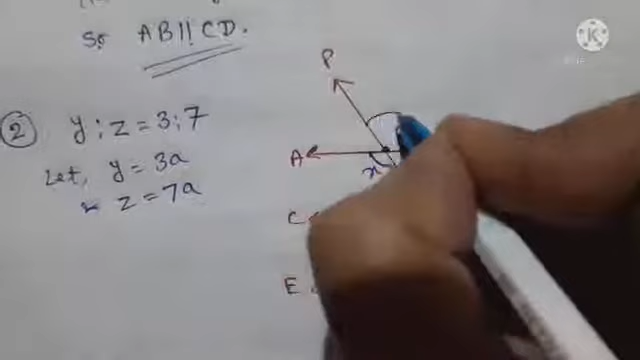 So AB||CD.
② y : z = 3 : 7
Let, y = 3a
z = 7a
P
A
x
C
E
K